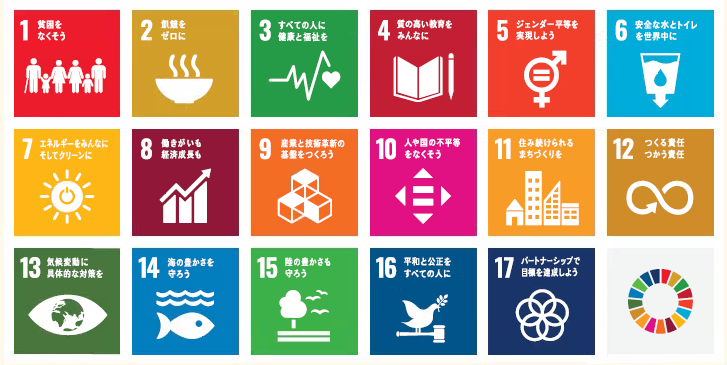 1 貧困を
なくそう
2 飢餓を
ゼロに
3 すべての人に
健康と福祉を
4 質の高い教育を
みんなに
5 ジェンダー平等を
実現しよう
6 安全な水とトイレ
を世界中に
7 エネルギーをみんなに
そしてクリーンに
8 働きがいも
経済成長も
9 産業と技術革新の
基盤をつくろう
10 人や国の不平等
をなくそう
11 住み続けられる
まちづくりを
12 つくる責任
つかう責任
13 気候変動に
具体的な対策を
14 海の豊かさを
守ろう
15 陸の豊かさも
守ろう
16 平和と公正を
すべての人に
17 パートナーシップで
目標を達成しよう